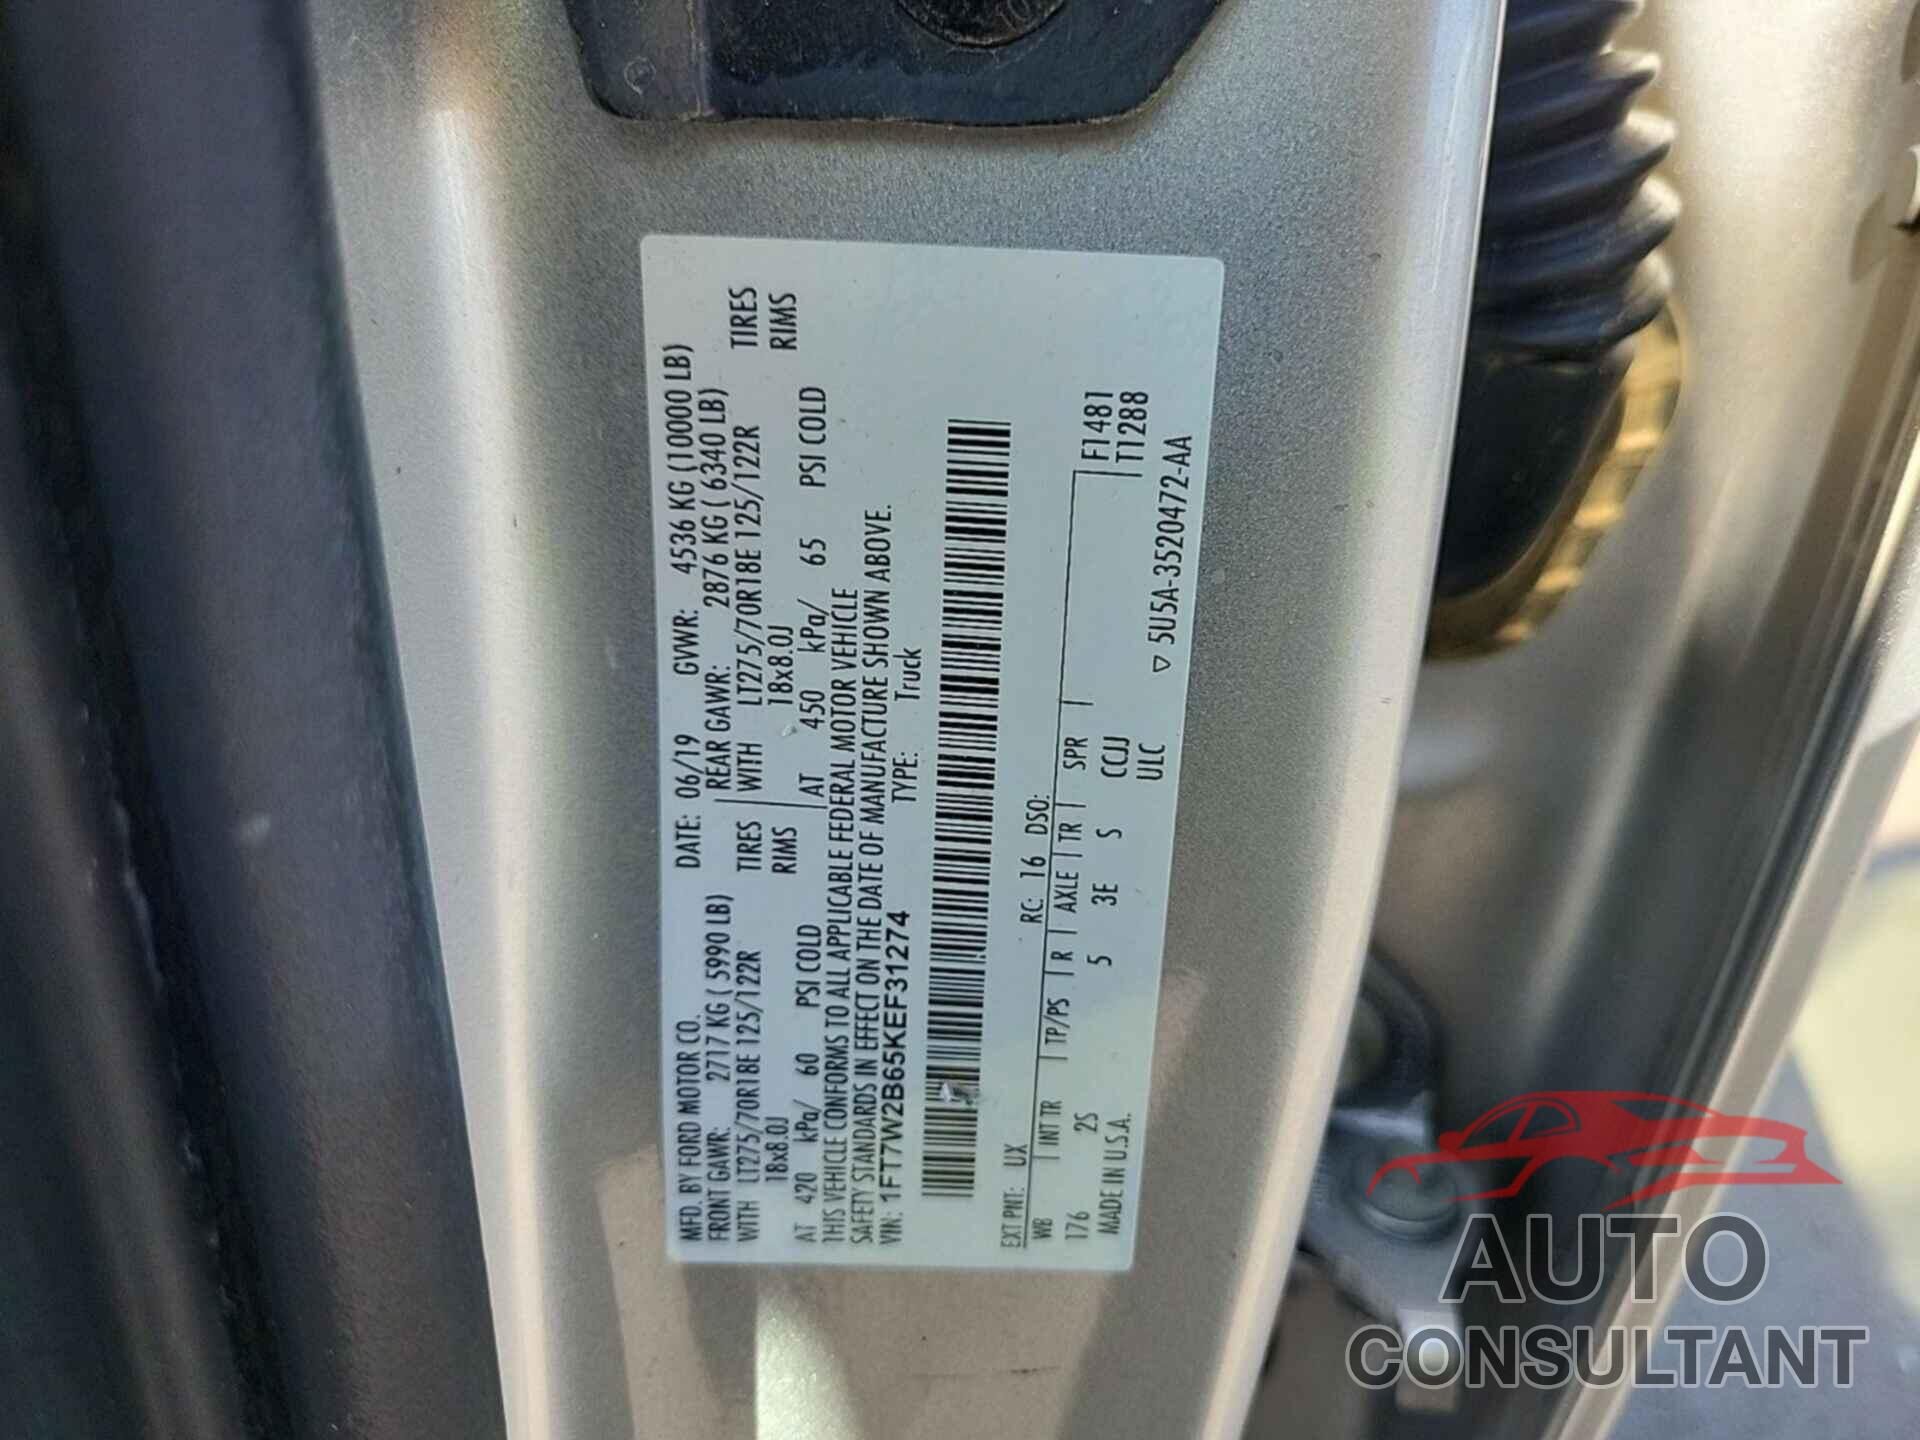 MFD. BY FORD MOTOR CO. DATE: 06/19 GVWR: 4536 KG (10000 LB)
FRONT GAWR: 2717 KG ( 5990 LB) REAR GAWR: 2876 KG ( 6340 LB)
WITH LT275/70R18E 125/122R TIRES WITH LT275/70R18E 125/122R TIRES
18x8.0J RIMS 18x8.0J RIMS
AT 420 kPa/ 60 PSI COLD AT 450 kPa/ 65 PSI COLD
THIS VEHICLE CONFORMS TO ALL APPLICABLE FEDERAL MOTOR VEHICLE
SAFETY STANDARDS IN EFFECT ON THE DATE OF MANUFACTURE SHOWN ABOVE.
VIN: 1FT7W2BB65KEF31274 TYPE: Truck
EXT PNT: UX RC: 16 DSO:
WB INT TR TP/PS R AXLE TR SPR F1481
176 2S 5 3E S CCJJ T1288
MADE IN U.S.A. ULC ▽ 5U5A-3520472-AA
AUTO
CONSULTANT